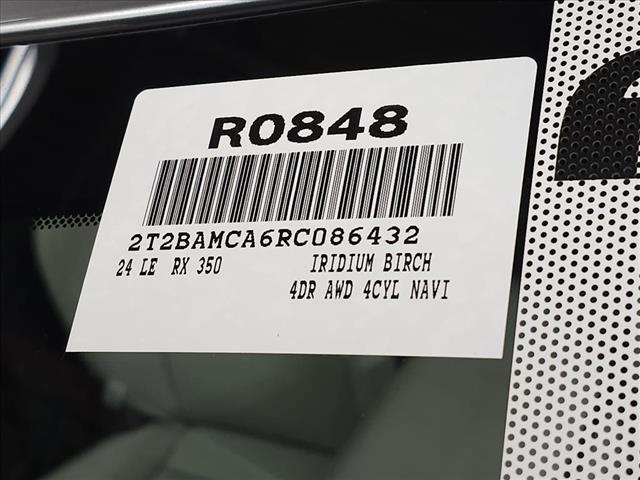 R0848
2T2BAMCA6RC086432
24 LE RX 350 IRIDIUM BIRCH
4DR AWD 4CYL NAVI